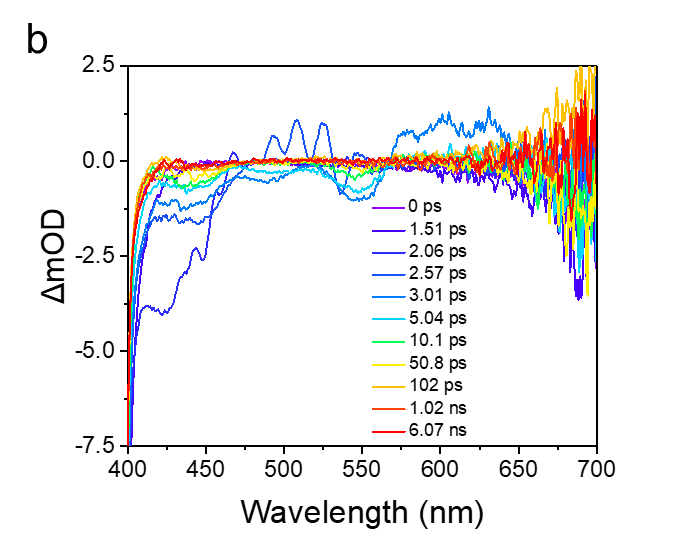 b
2.5
0.0
-2.5
-5.0
-7.5
ΔmOD
0 ps
1.51 ps
2.06 ps
2.57 ps
3.01 ps
5.04 ps
10.1 ps
50.8 ps
102 ps
1.02 ns
6.07 ns
400 450 500 550 600 650 700
Wavelength (nm)